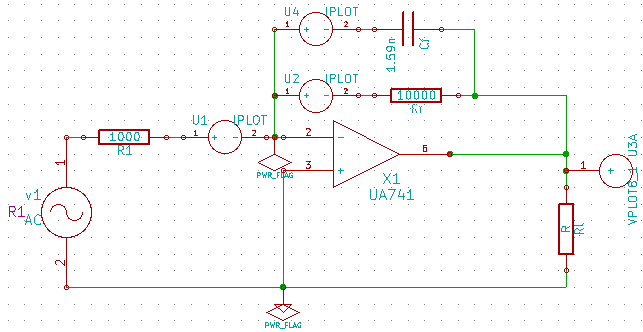 U4 IPLOT
1 + - 2
1.59n
Cf
U2 IPLOT
1 + - 2
10000
Rf
U1 IPLOT
1 + - 2
1000
R1
2 -
3 +
6
X1
UA741
PWR_FLAG
1
v1
R1 AC
2
1 +
U3A
VPLOT8_1
R
Rl
PWR_FLAG